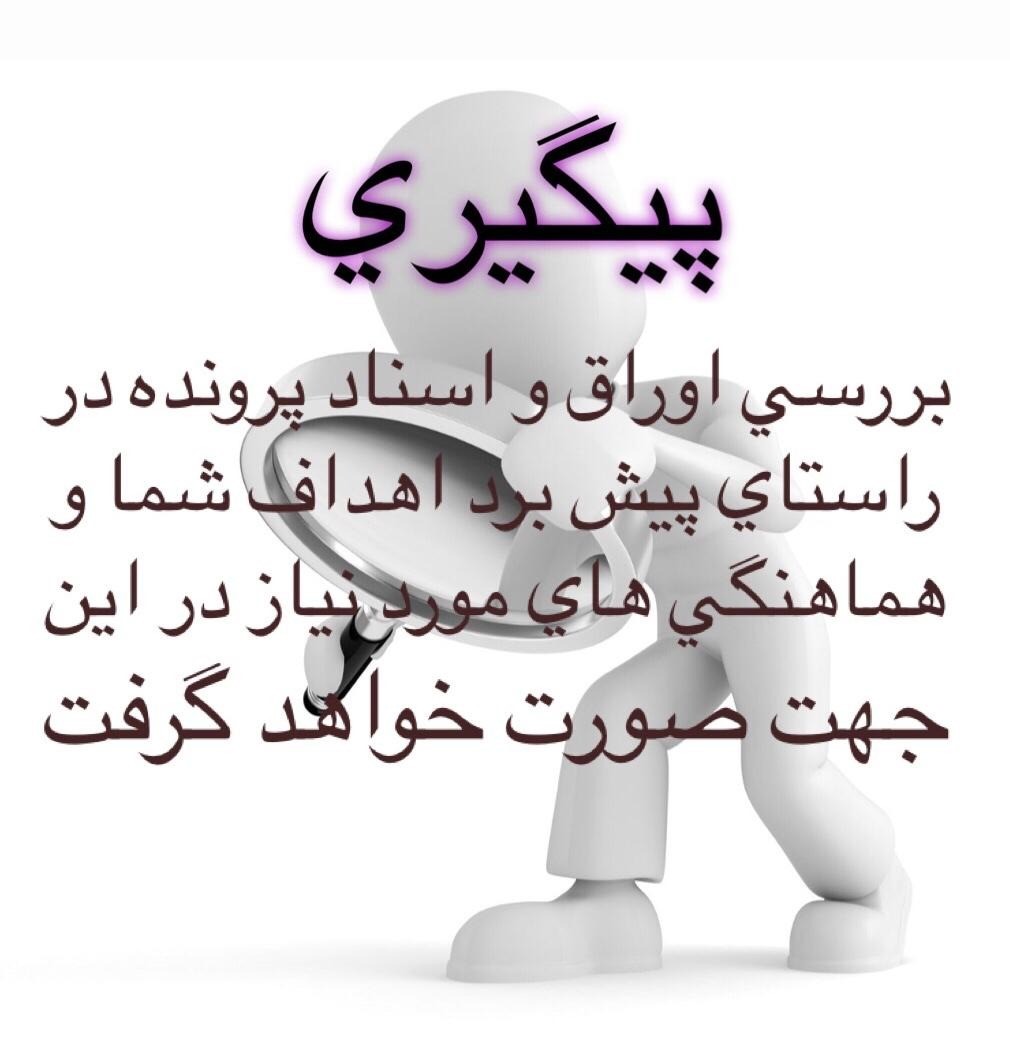 پيگيري
بررسي اوراق و اسناد پرونده در
راستاي پيش برد اهداف شما و
هماهنگي هاي مورد نياز در اين
جهت صورت خواهد گرفت